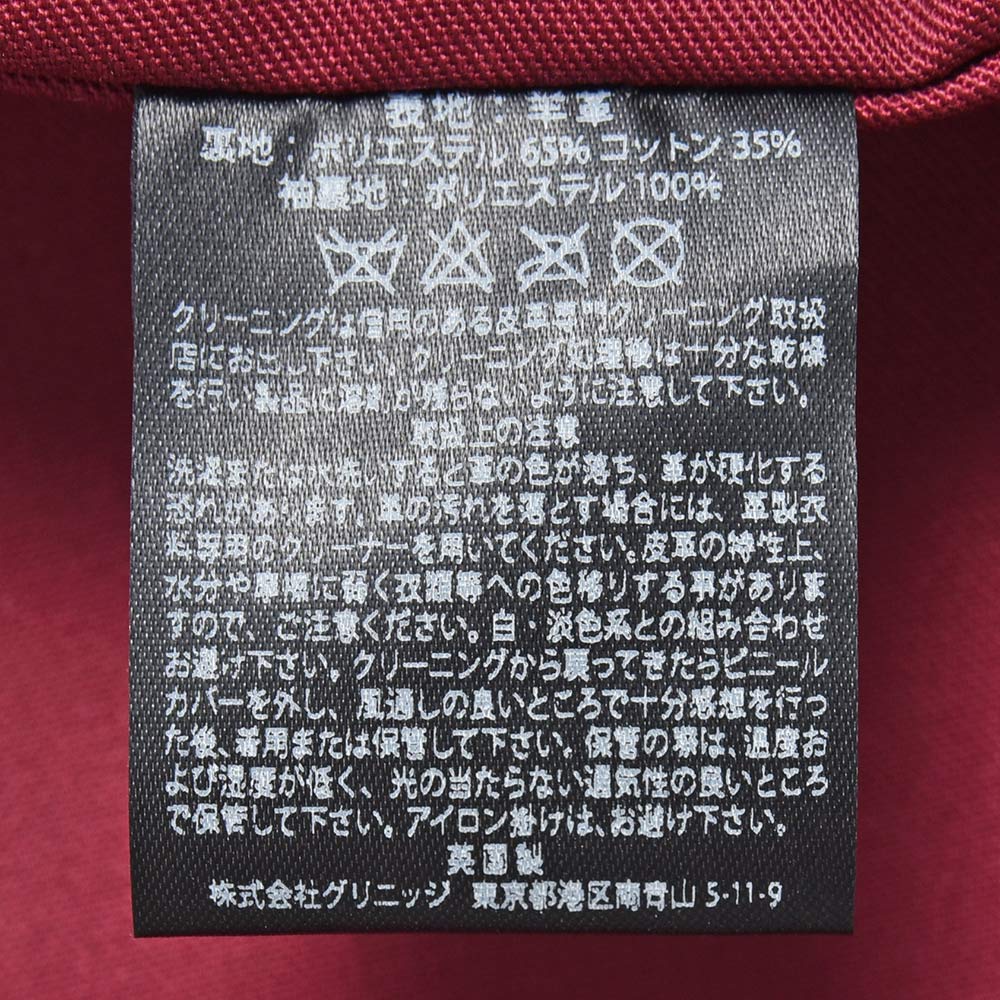 表地：羊革
裏地：ポリエステル 65% コットン 35%
袖裏地：ポリエステル 100%
クリーニングは信用のある皮革専門クリーニング取扱
店にお出し下さい。クリーニング処理後は十分な乾燥
を行い製品に溶剤が残らないように注意して下さい。
取扱上の注意
洗濯または水洗いすると革の色が落ち、革が硬化する
恐れがあります。革の汚れを落とす場合には、革製衣
料専用のクリーナーを用いてください。皮革の特性上、
水分や摩擦に弱く衣類等への色移りする事がありま
すので、ご注意ください。白・淡色系との組み合わせ
お避け下さい。クリーニングから戻ってきたらビニール
カバーを外し、風通しの良いところで十分感想を行っ
た後、着用または保管して下さい。保管の際は、温度お
よび湿度が低く、光の当たらない通気性の良いところ
で保管して下さい。アイロン掛けは、お避け下さい。
英国製
株式会社グリニッジ 東京都港区南青山 5-11-9